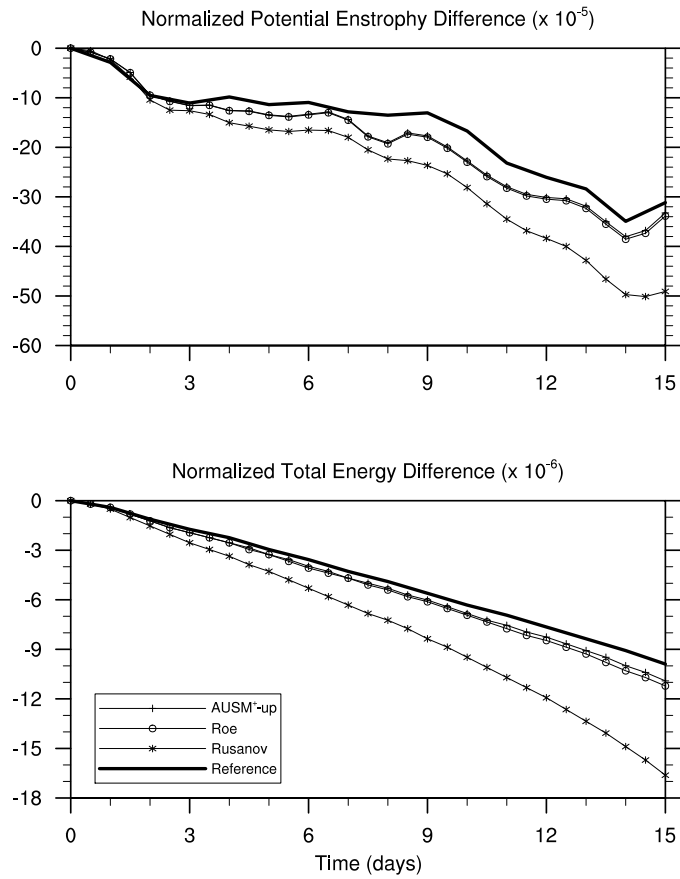 Normalized Potential Enstrophy Difference (x 10⁻⁵)
0
-10
-20
-30
-40
-50
-60
0 3 6 9 12 15
Normalized Total Energy Difference (x 10⁻⁶)
0
-3
-6
-9
-12
-15
-18
AUSM⁺-up
Roe
Rusanov
Reference
0 3 6 9 12 15
Time (days)